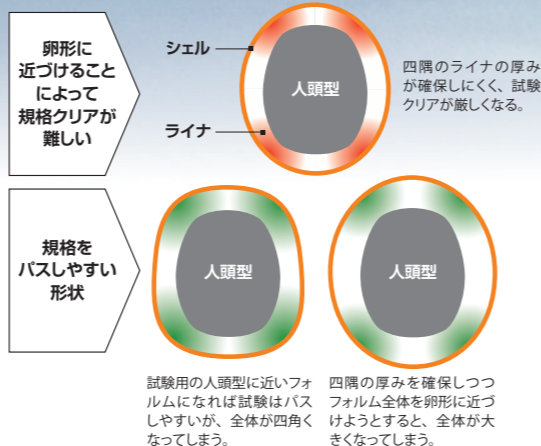 卵形に
近づけること
によって
規格クリアが
難しい
シェル
ライナ
人頭型
四隅のライナの厚み
が確保しにくく、試験
クリアが厳しくなる。
規格を
パスしやすい
形状
人頭型
人頭型
試験用の人頭型に近いフォ
ルムになれば試験はパス
しやすいが、全体が四角く
なってしまう。
四隅の厚みを確保しつつ
フォルム全体を卵形に近づ
けようとすると、全体が大
きくなってしまう。